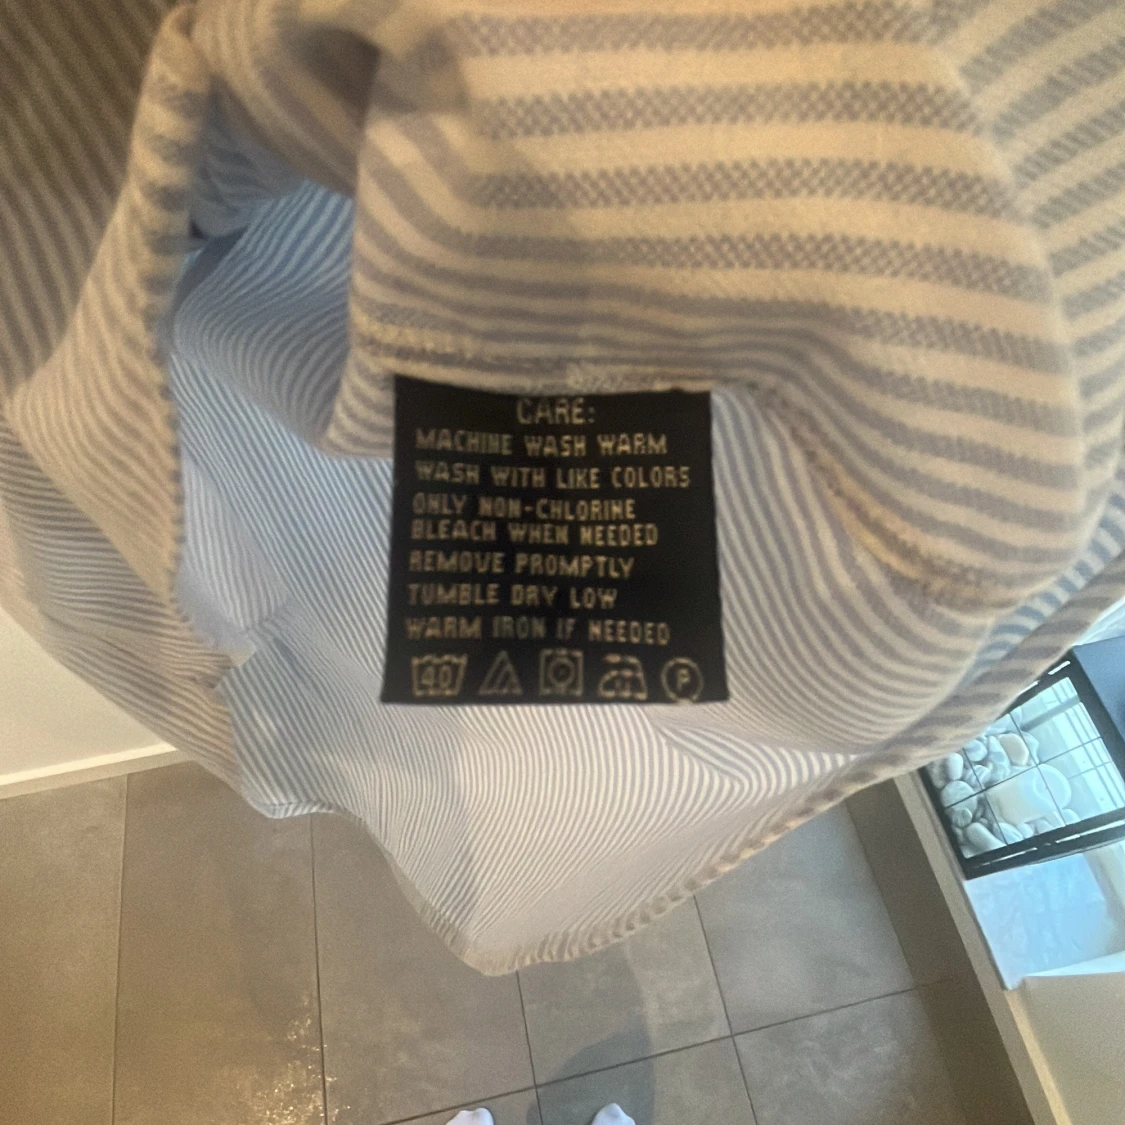 CARE:
MACHINE WASH WARM
WASH WITH LIKE COLORS
ONLY NON-CHLORINE
BLEACH WHEN NEEDED
REMOVE PROMPTLY
TUMBLE DRY LOW
WARM IRON IF NEEDED
40 P